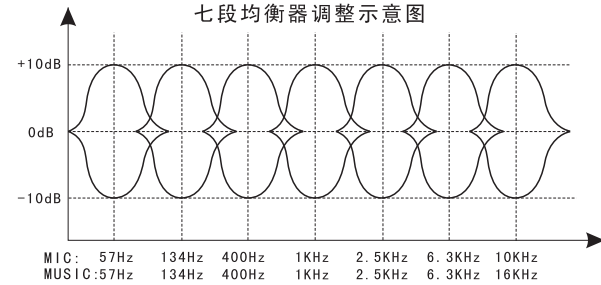 七段均衡器调整示意图
+10dB
0dB
-10dB
MIC: 57Hz 134Hz 400Hz 1KHz 2.5KHz 6.3KHz 10KHz
MUSIC:57Hz 134Hz 400Hz 1KHz 2.5KHz 6.3KHz 16KHz